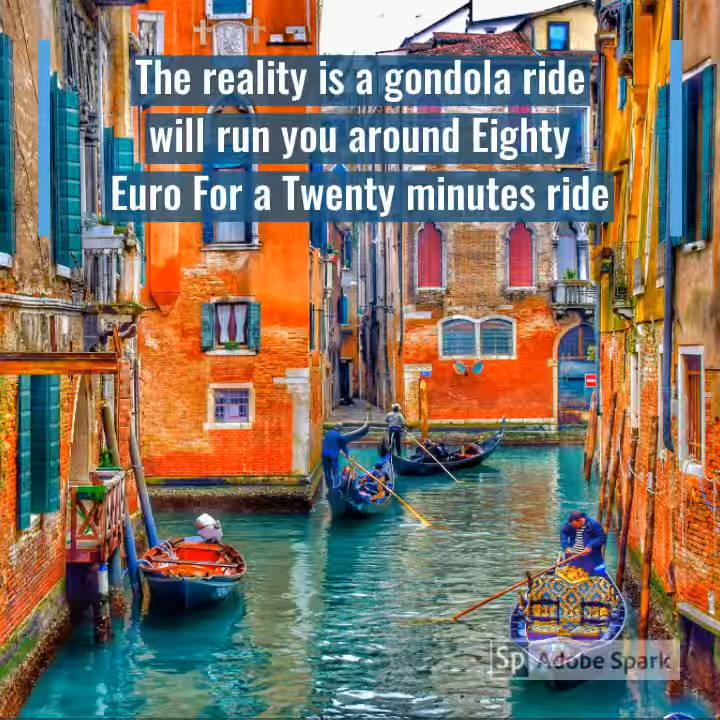 The reality is a gondola ride
will run you around Eighty
Euro For a Twenty minutes ride
Sp Adobe Spark